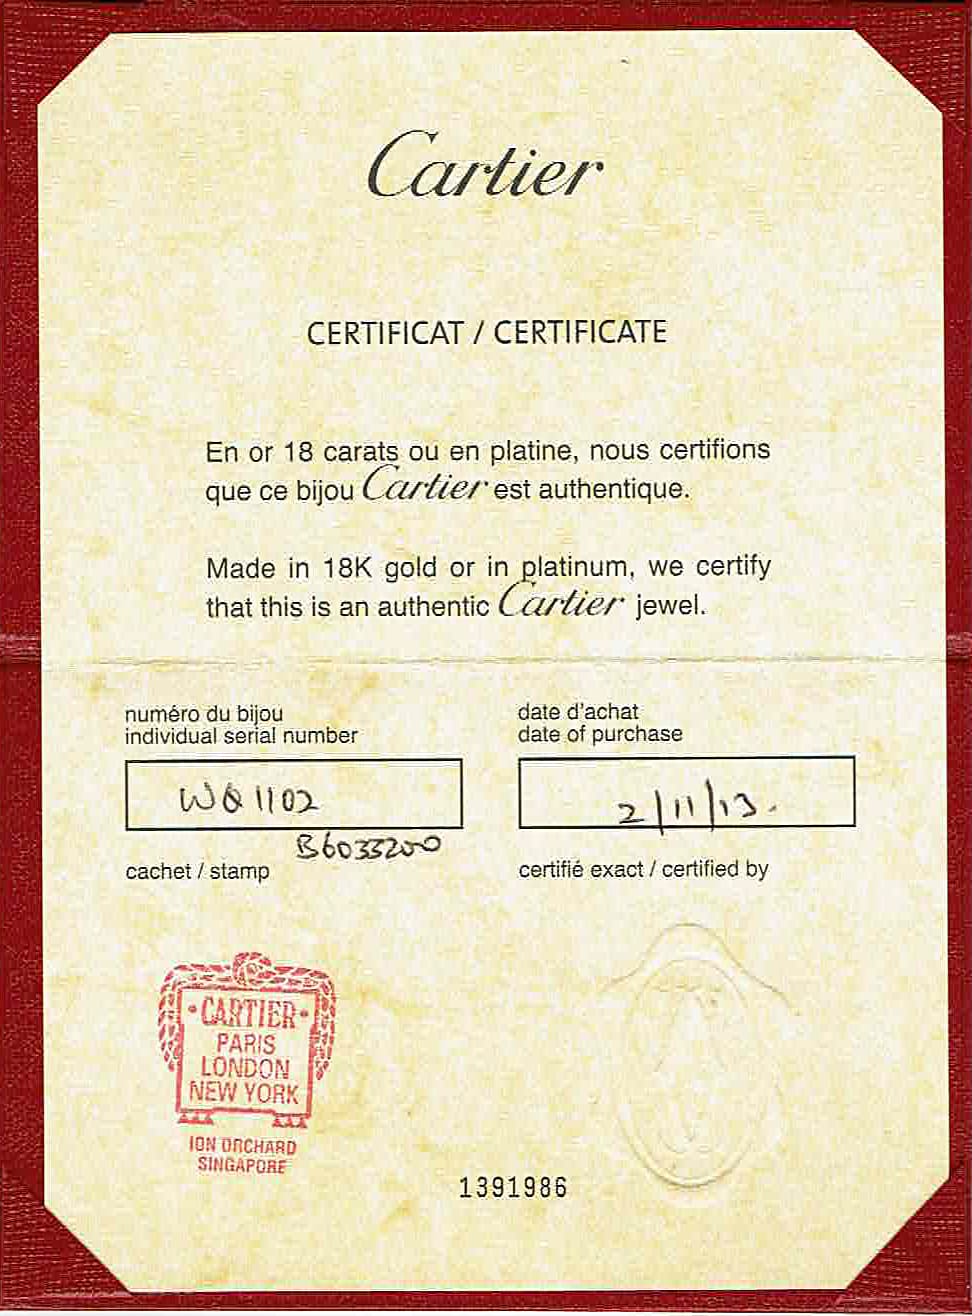 Cartier
CERTIFICAT / CERTIFICATE
En or 18 carats ou en platine, nous certifions
que ce bijou Cartier est authentique.
Made in 18K gold or in platinum, we certify
that this is an authentic Cartier jewel.
numéro du bijou
individual serial number
WQ1102
B6033200
date d'achat
date of purchase
2/11/13.
cachet / stamp
certifié exact / certified by
·CARTIER·
PARIS
LONDON
NEW YORK
ION ORCHARD
SINGAPORE
1391986